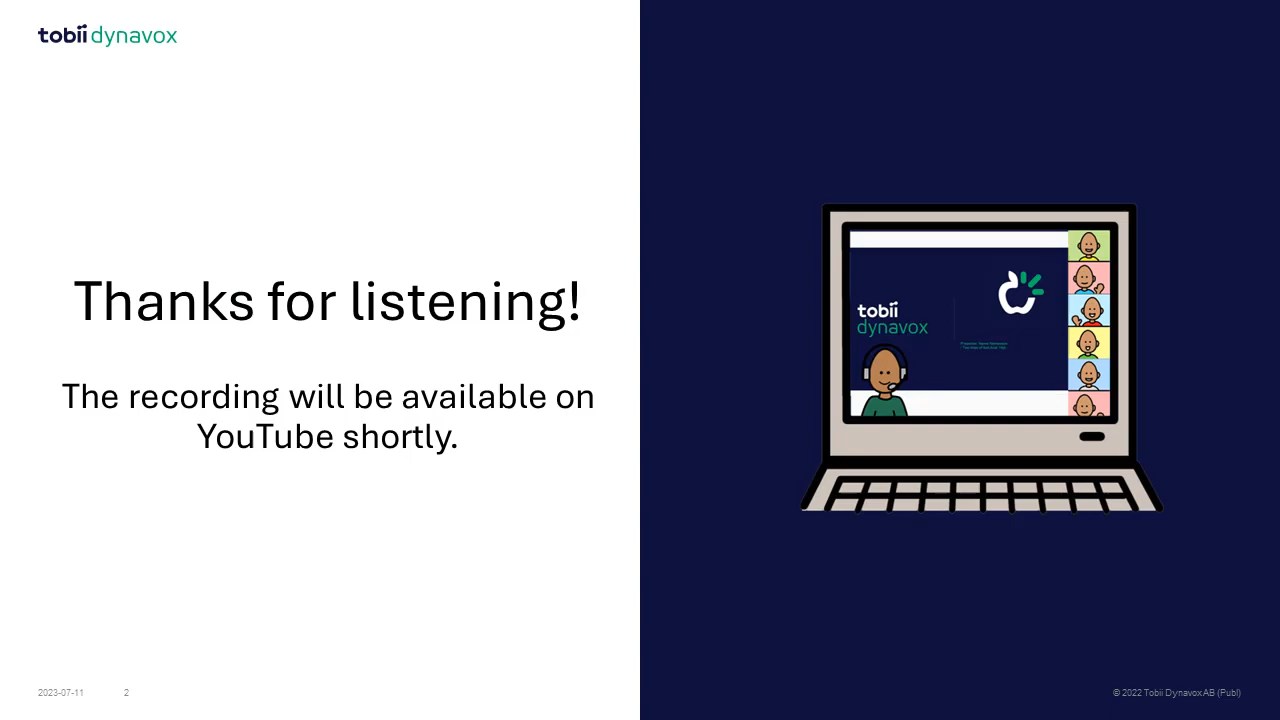 tobii dynavox
Thanks for listening!
The recording will be available on
YouTube shortly.
tobii
dynavox
2023-07-11
2
© 2022 Tobii Dynavox AB (Publ)